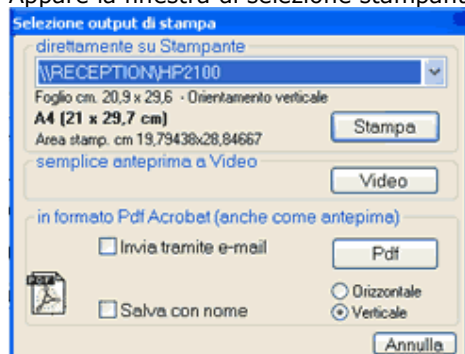 Appare la finestra di selezione stampant
Selezione output di stampa
direttamente su Stampante
\\RECEPTION\HP2100
Foglio cm. 20,9 x 29,6 - Orientamento verticale
A4 (21 x 29,7 cm)
Stampa
Area stamp. cm 19,79438x28,84667
semplice anteprima a Video
Video
in formato Pdf Acrobat (anche come antepima)
Invia tramite e-mail
Pdf
Orizzontale
Salva con nome
Verticale
Annulla